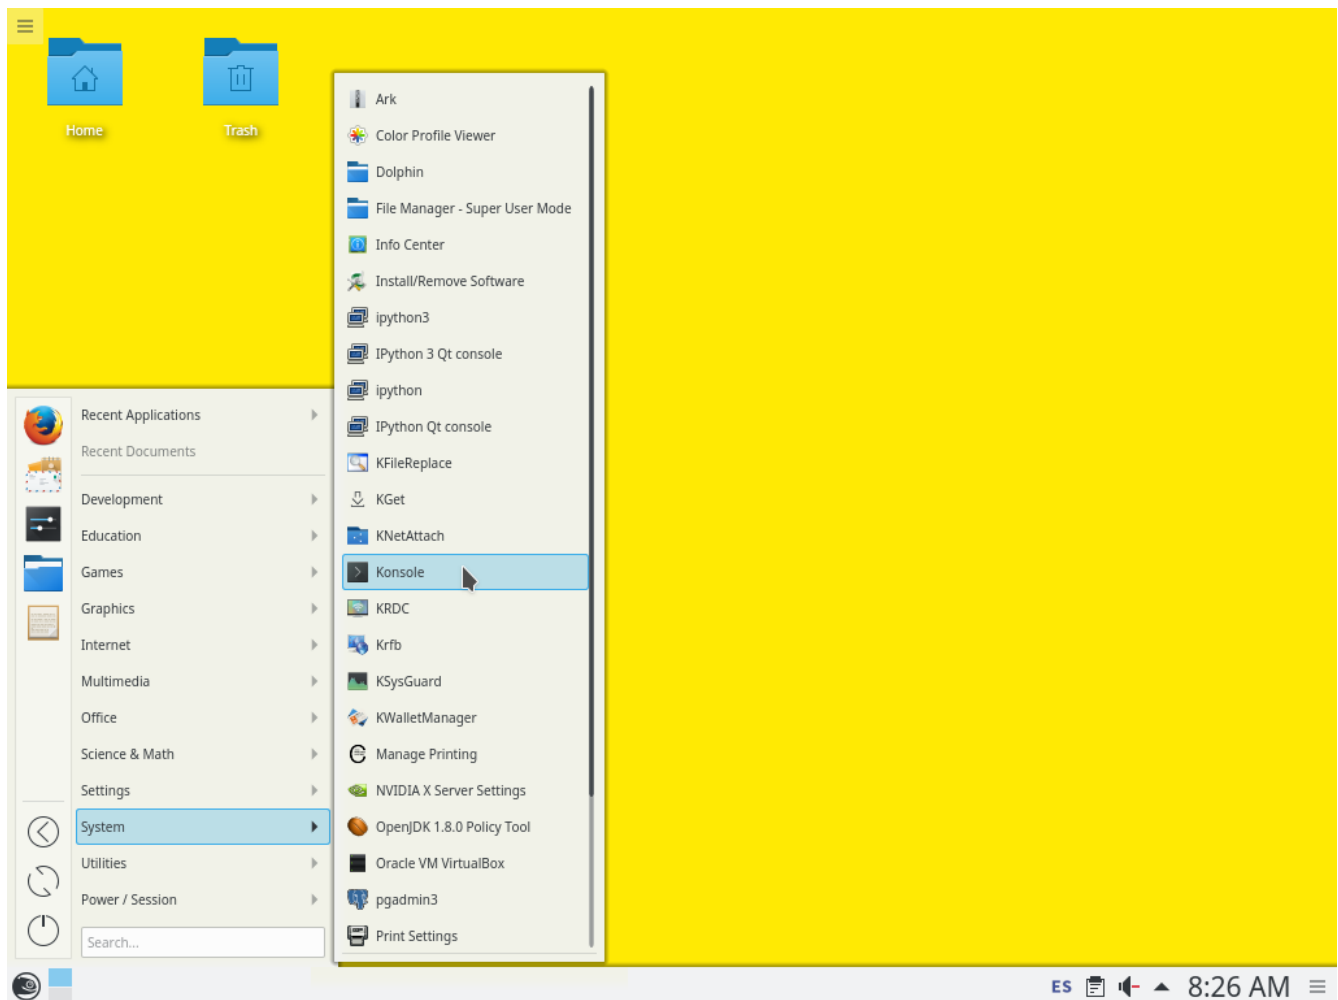 Home
Trash
Ark
Color Profile Viewer
Dolphin
File Manager - Super User Mode
Info Center
Install/Remove Software
ipython3
IPython 3 Qt console
ipython
IPython Qt console
KFileReplace
KGet
KNetAttach
Konsole
KRDC
Krfb
KSysGuard
KWalletManager
Manage Printing
NVIDIA X Server Settings
OpenJDK 1.8.0 Policy Tool
Oracle VM VirtualBox
pgadmin3
Print Settings
Recent Applications
Recent Documents
Development
Education
Games
Graphics
Internet
Multimedia
Office
Science & Math
Settings
System
Utilities
Power / Session
Search...
ES
8:26 AM